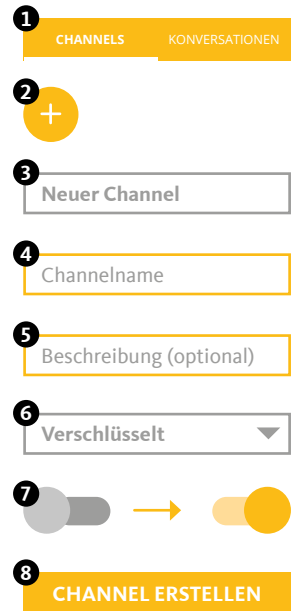 1
CHANNELS KONVERSATIONEN
2
+
3
Neuer Channel
4
Channelname
5
Beschreibung (optional)
6
Verschlüsselt
7
8
CHANNEL ERSTELLEN